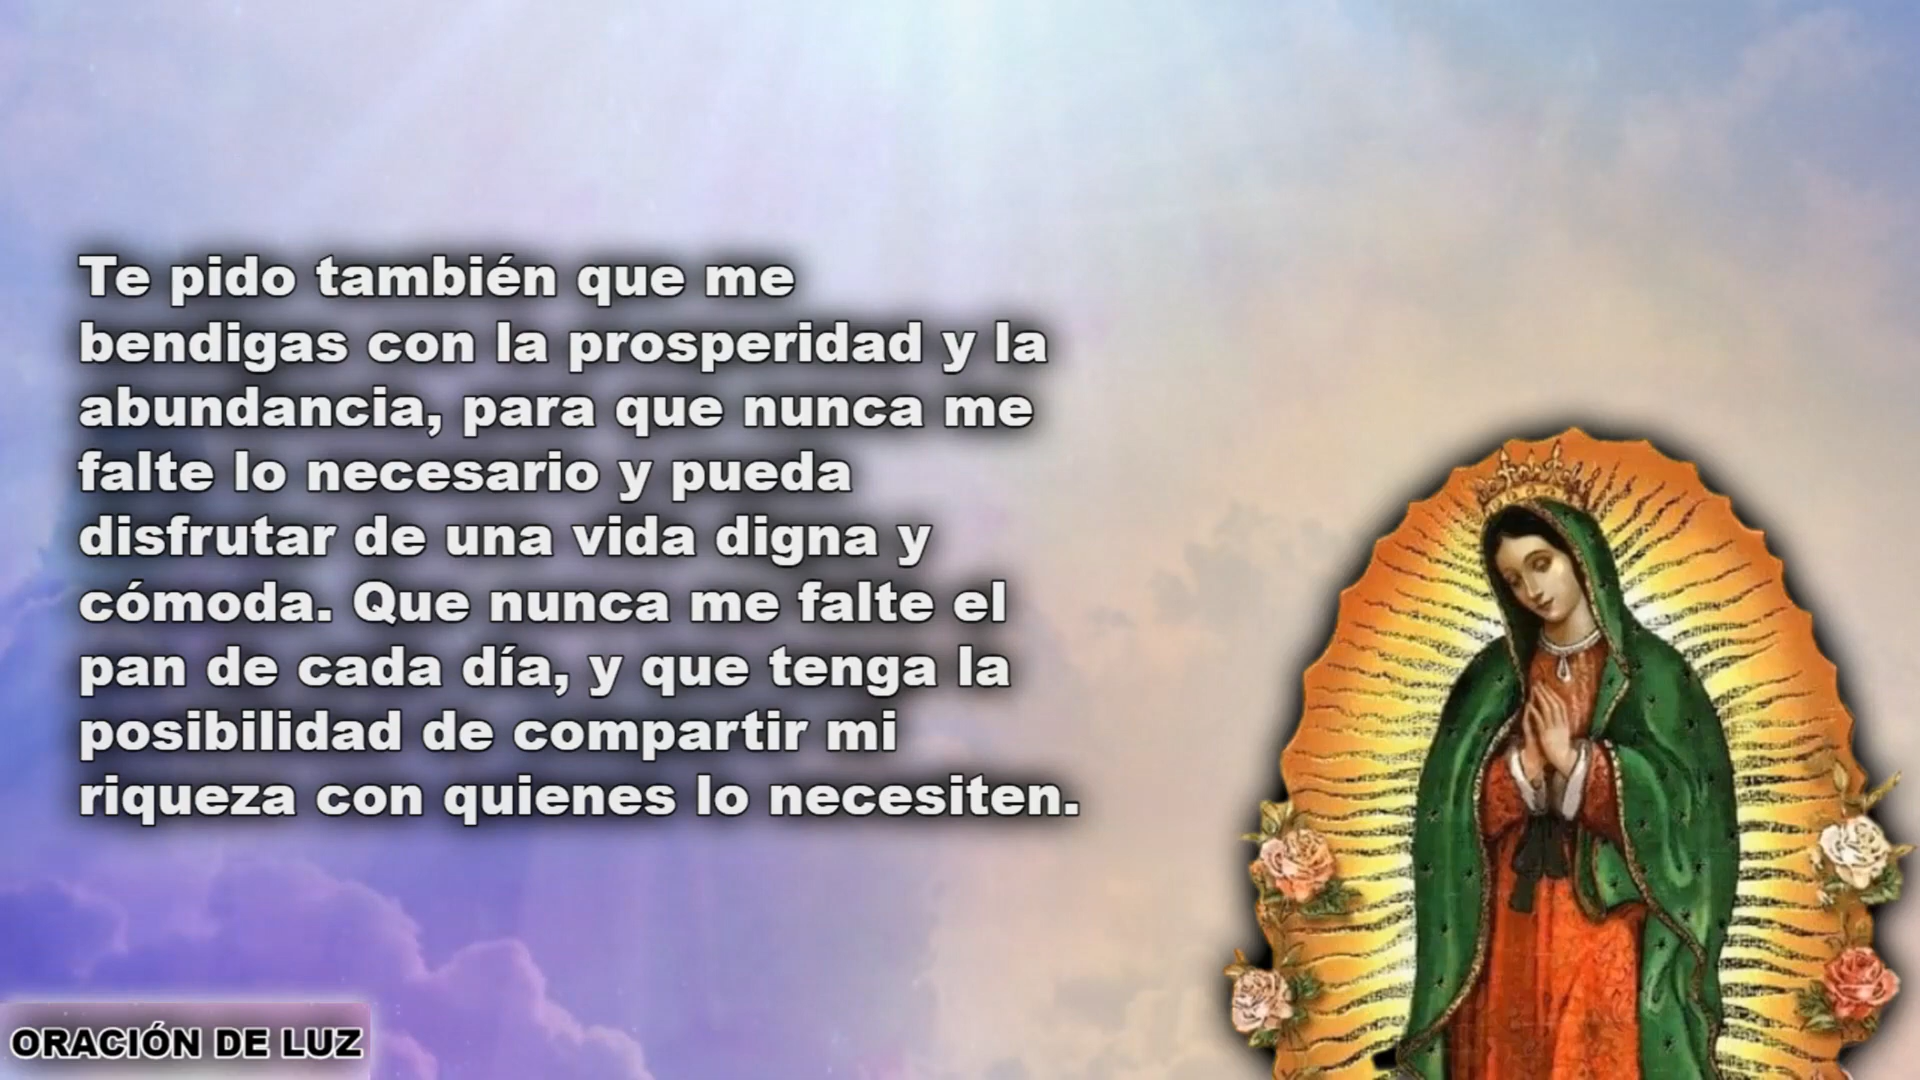 Te pido también que me
bendigas con la prosperidad y la
abundancia, para que nunca me
falte lo necesario y pueda
disfrutar de una vida digna y
cómoda. Que nunca me falte el
pan de cada día, y que tenga la
posibilidad de compartir mi
riqueza con quienes lo necesiten.
ORACIÓN DE LUZ